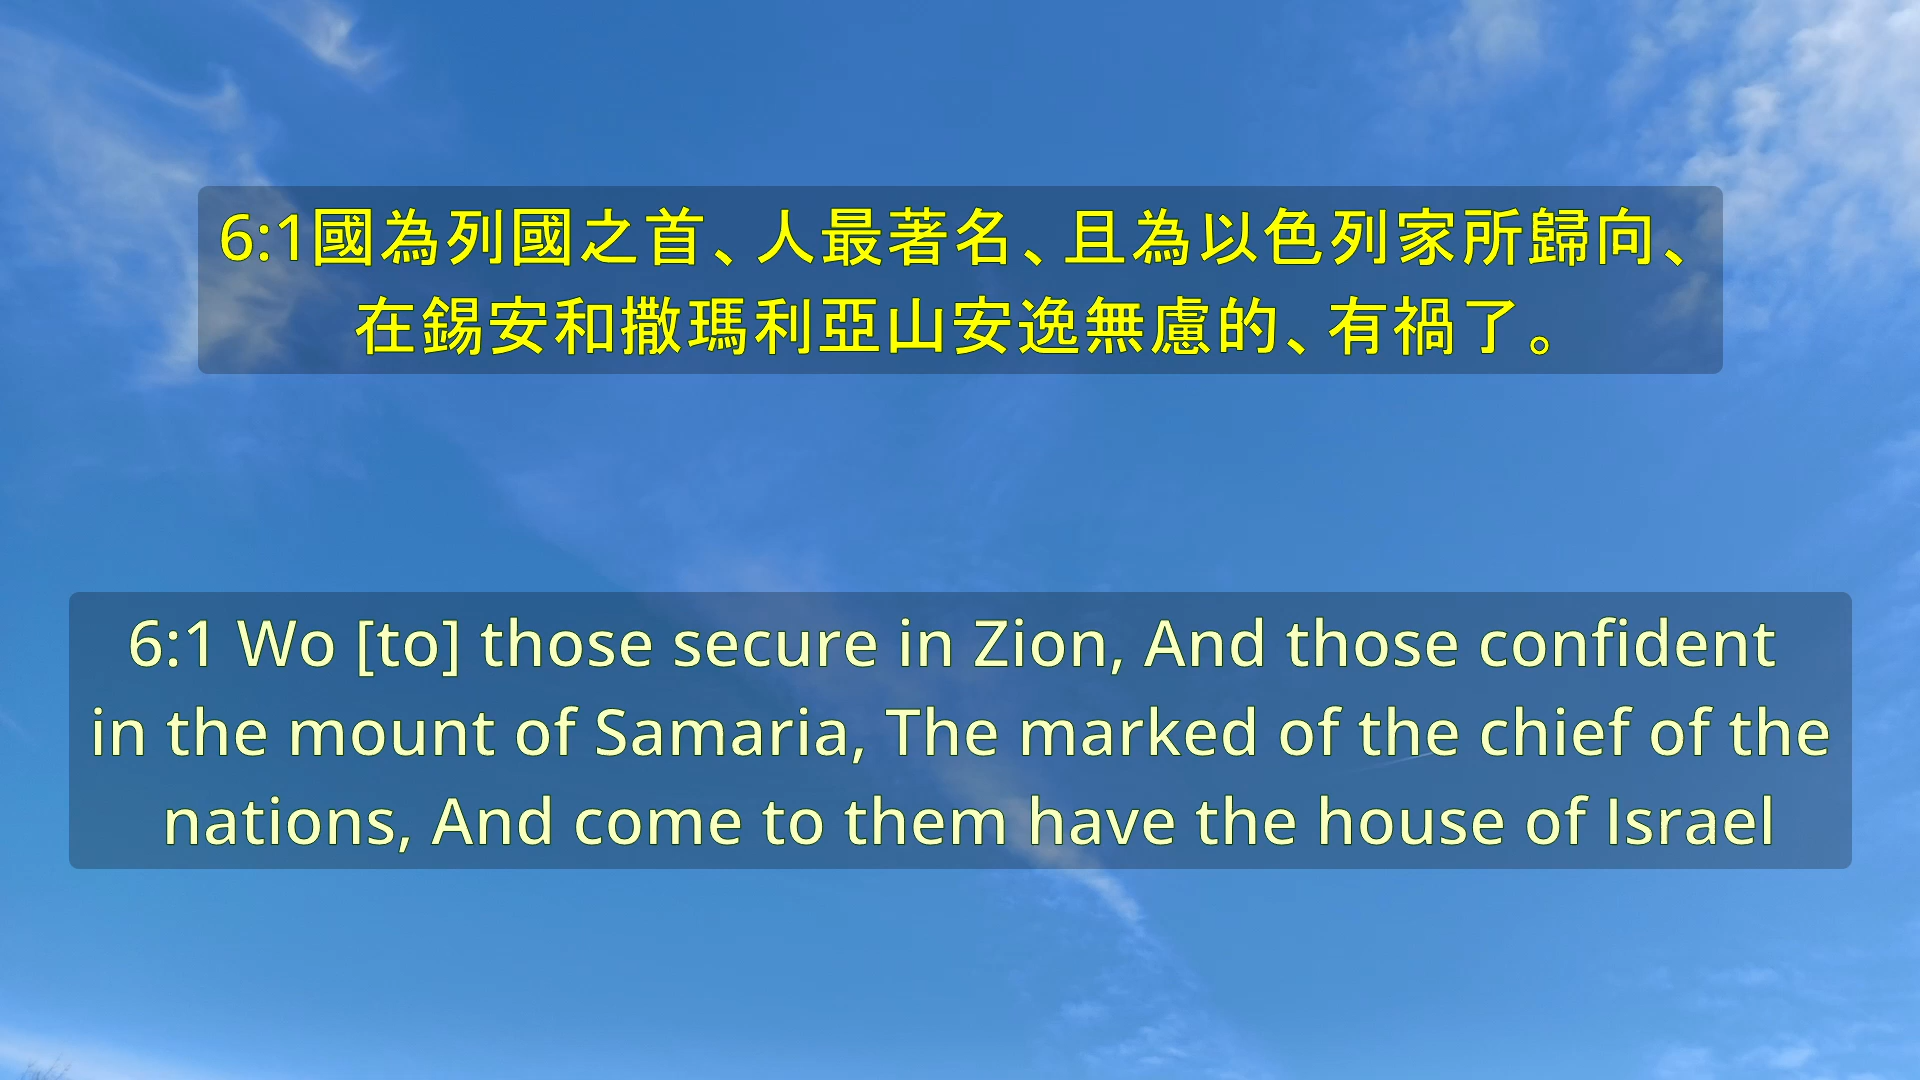 6:1國為列國之首、人最著名、且為以色列家所歸向、
在錫安和撒瑪利亞山安逸無慮的、有禍了。
6:1 Wo [to] those secure in Zion, And those confident
in the mount of Samaria, The marked of the chief of the
nations, And come to them have the house of Israel